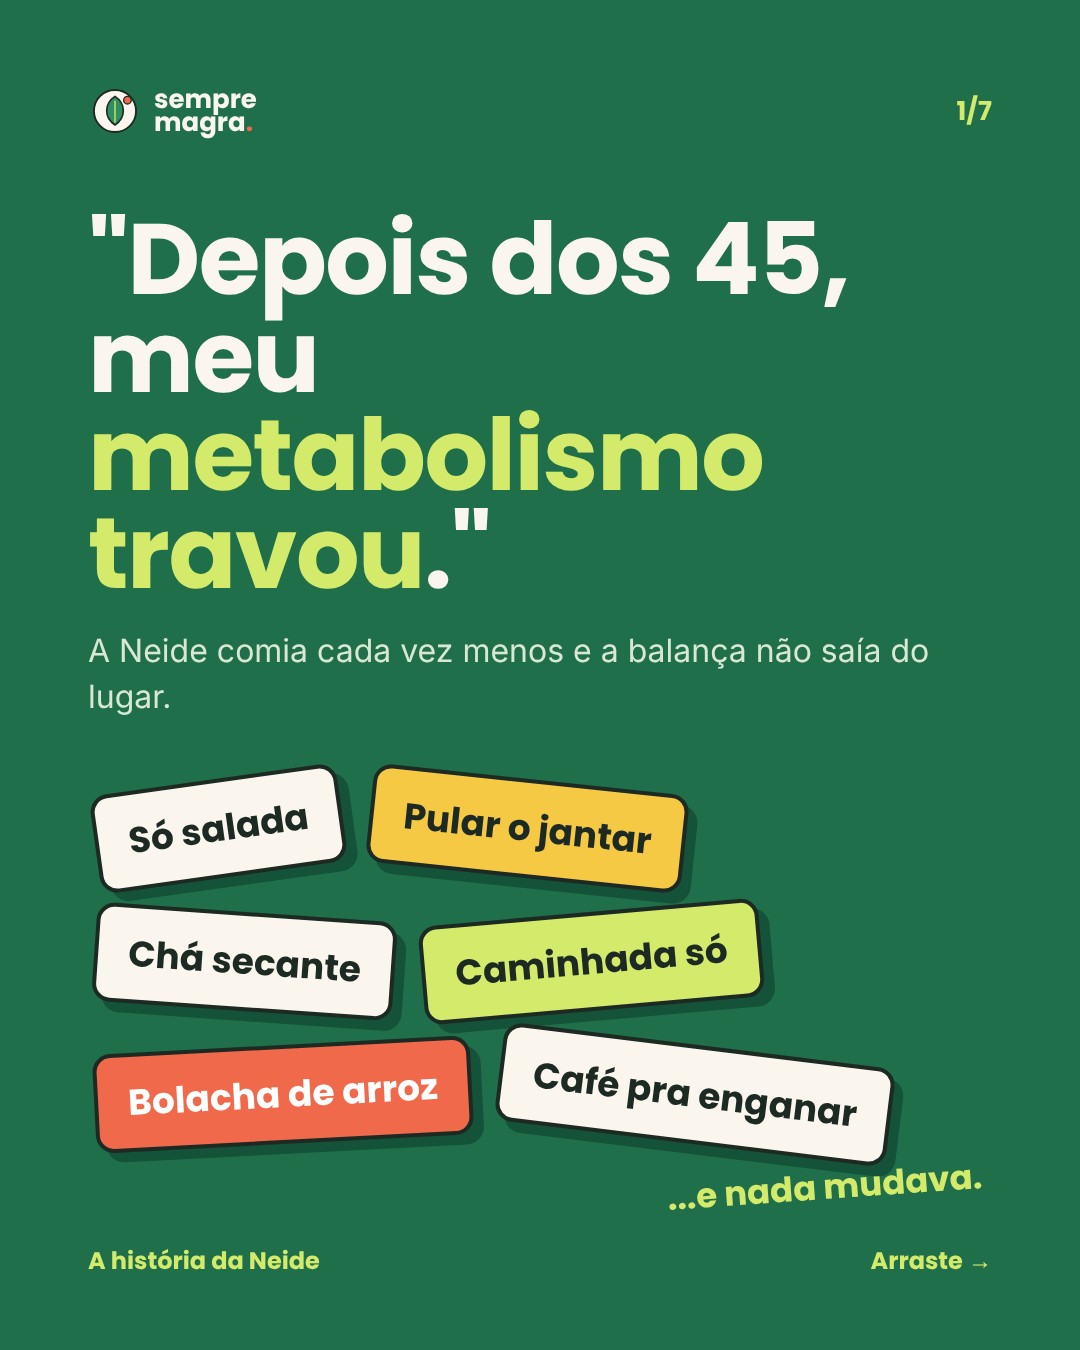 sempre
magra.
1/7
"Depois dos 45,
meu
metabolismo
travou."
A Neide comia cada vez menos e a balança não saía do
lugar.
Só salada
Pular o jantar
Chá secante
Caminhada só
Bolacha de arroz
Café pra enganar
...e nada mudava.
A história da Neide
Arraste →